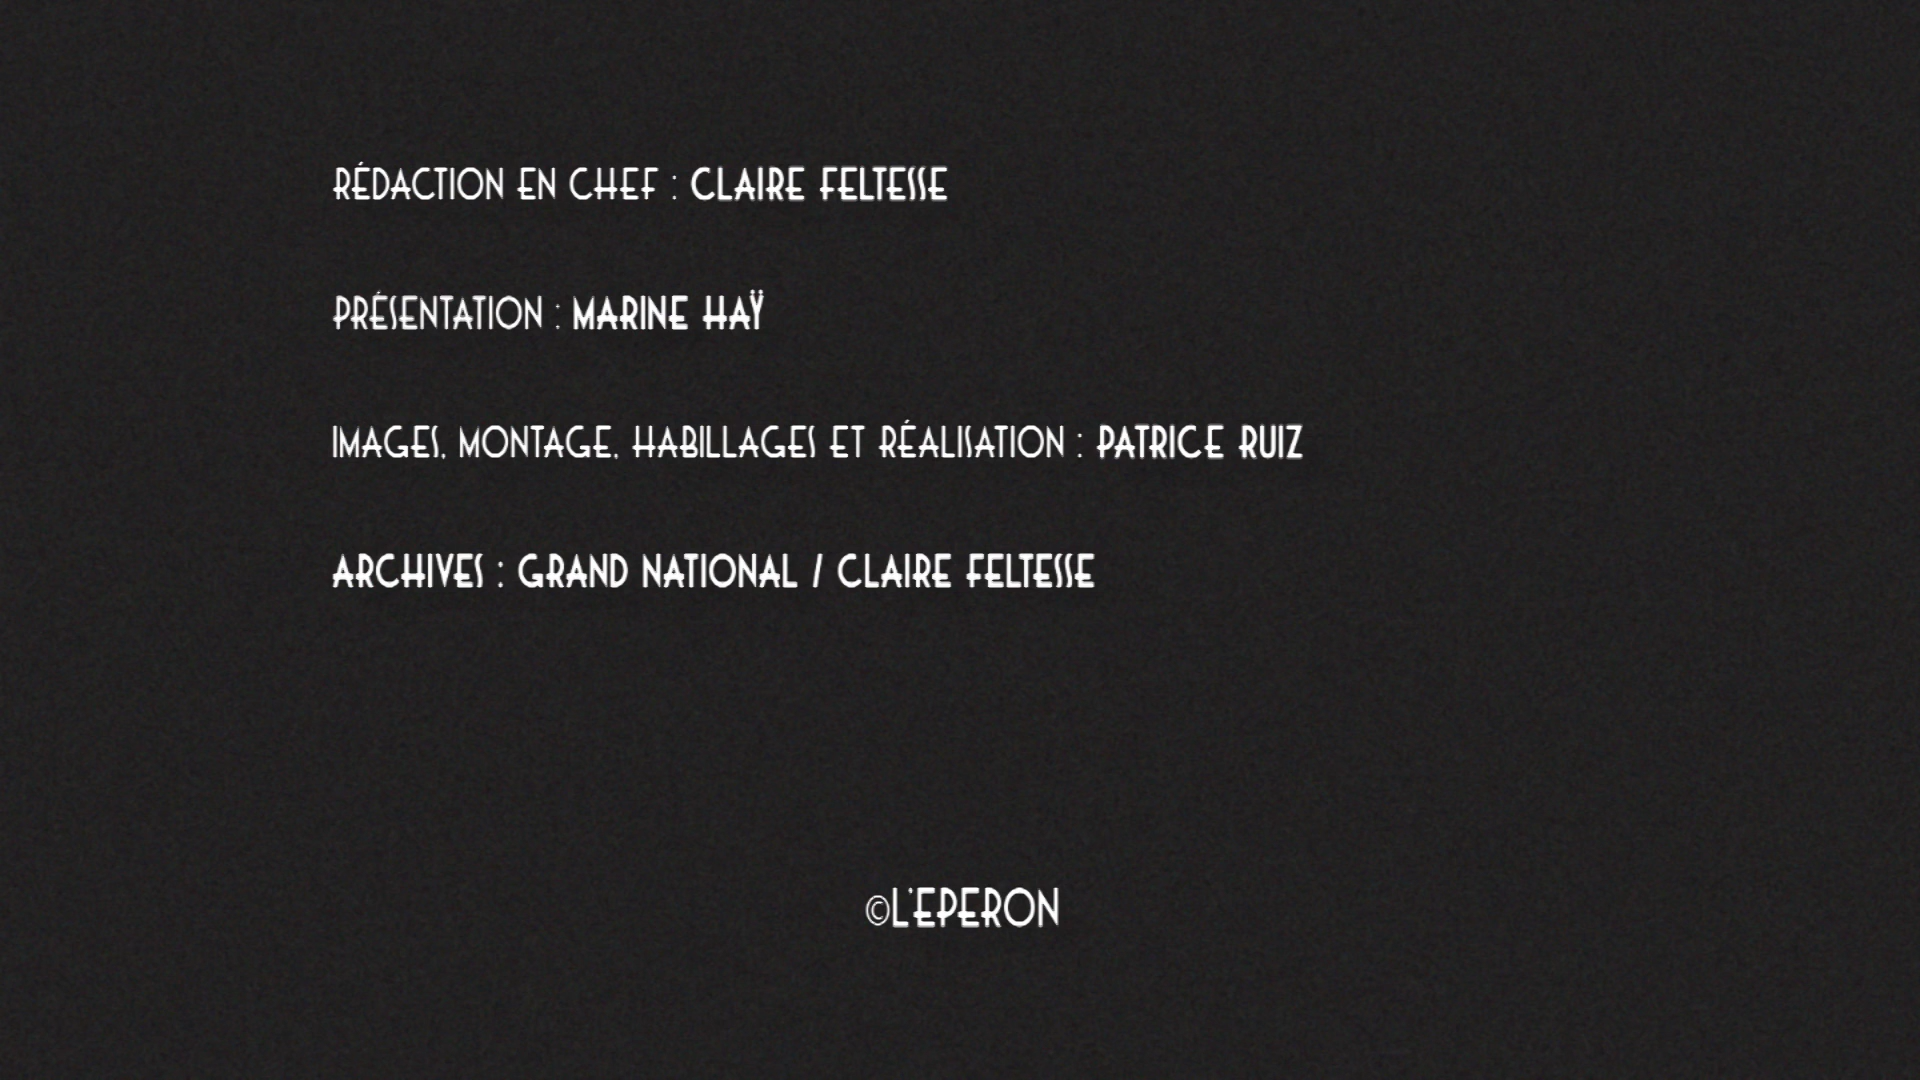 RÉDACTION EN CHEF : CLAIRE FELTESSE
PRÉSENTATION : MARINE HAŸ
IMAGES, MONTAGE, HABILLAGES ET RÉALISATION : PATRICE RUIZ
ARCHIVES : GRAND NATIONAL / CLAIRE FELTESSE
©L'EPERON